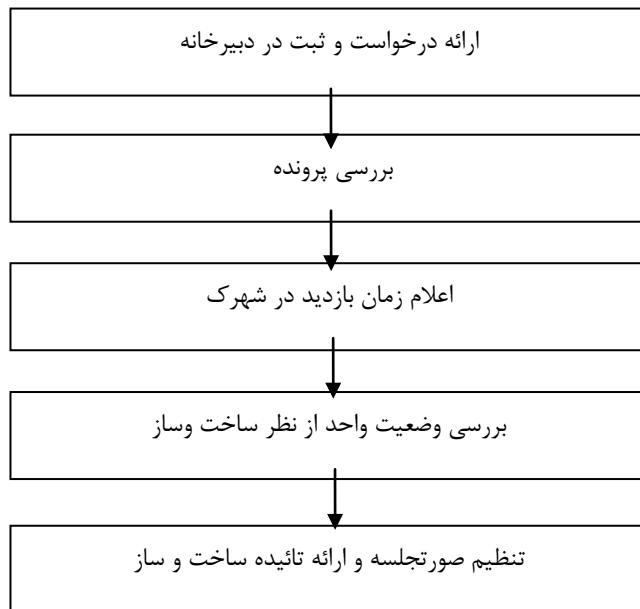 ارائه درخواست و ثبت در دبیرخانه
بررسی پرونده
اعلام زمان بازدید در شهرک
بررسی وضعیت واحد از نظر ساخت وساز
تنظیم صورتجلسه و ارائه تائیده ساخت و ساز